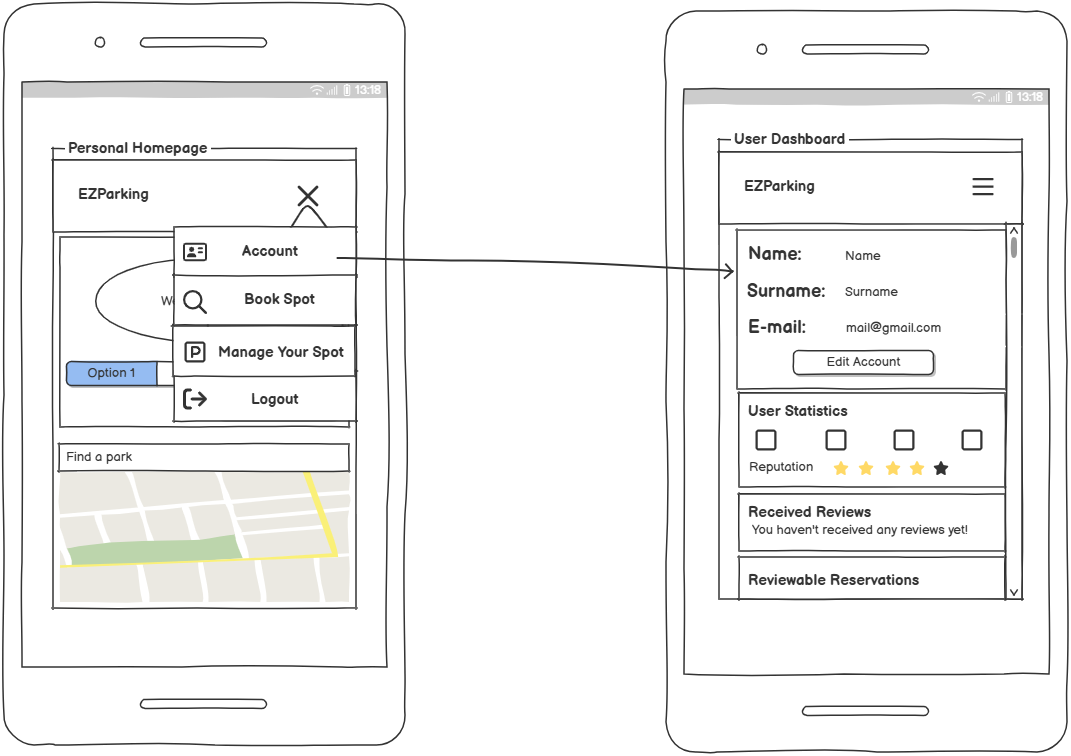 13:18
Personal Homepage
EZParking
Account
Book Spot
Manage Your Spot
Logout
Option 1
Find a park
13:18
User Dashboard
EZParking
Name: Name
Surname: Surname
E-mail: mail@gmail.com
Edit Account
User Statistics
Reputation
Received Reviews
You haven't received any reviews yet!
Reviewable Reservations